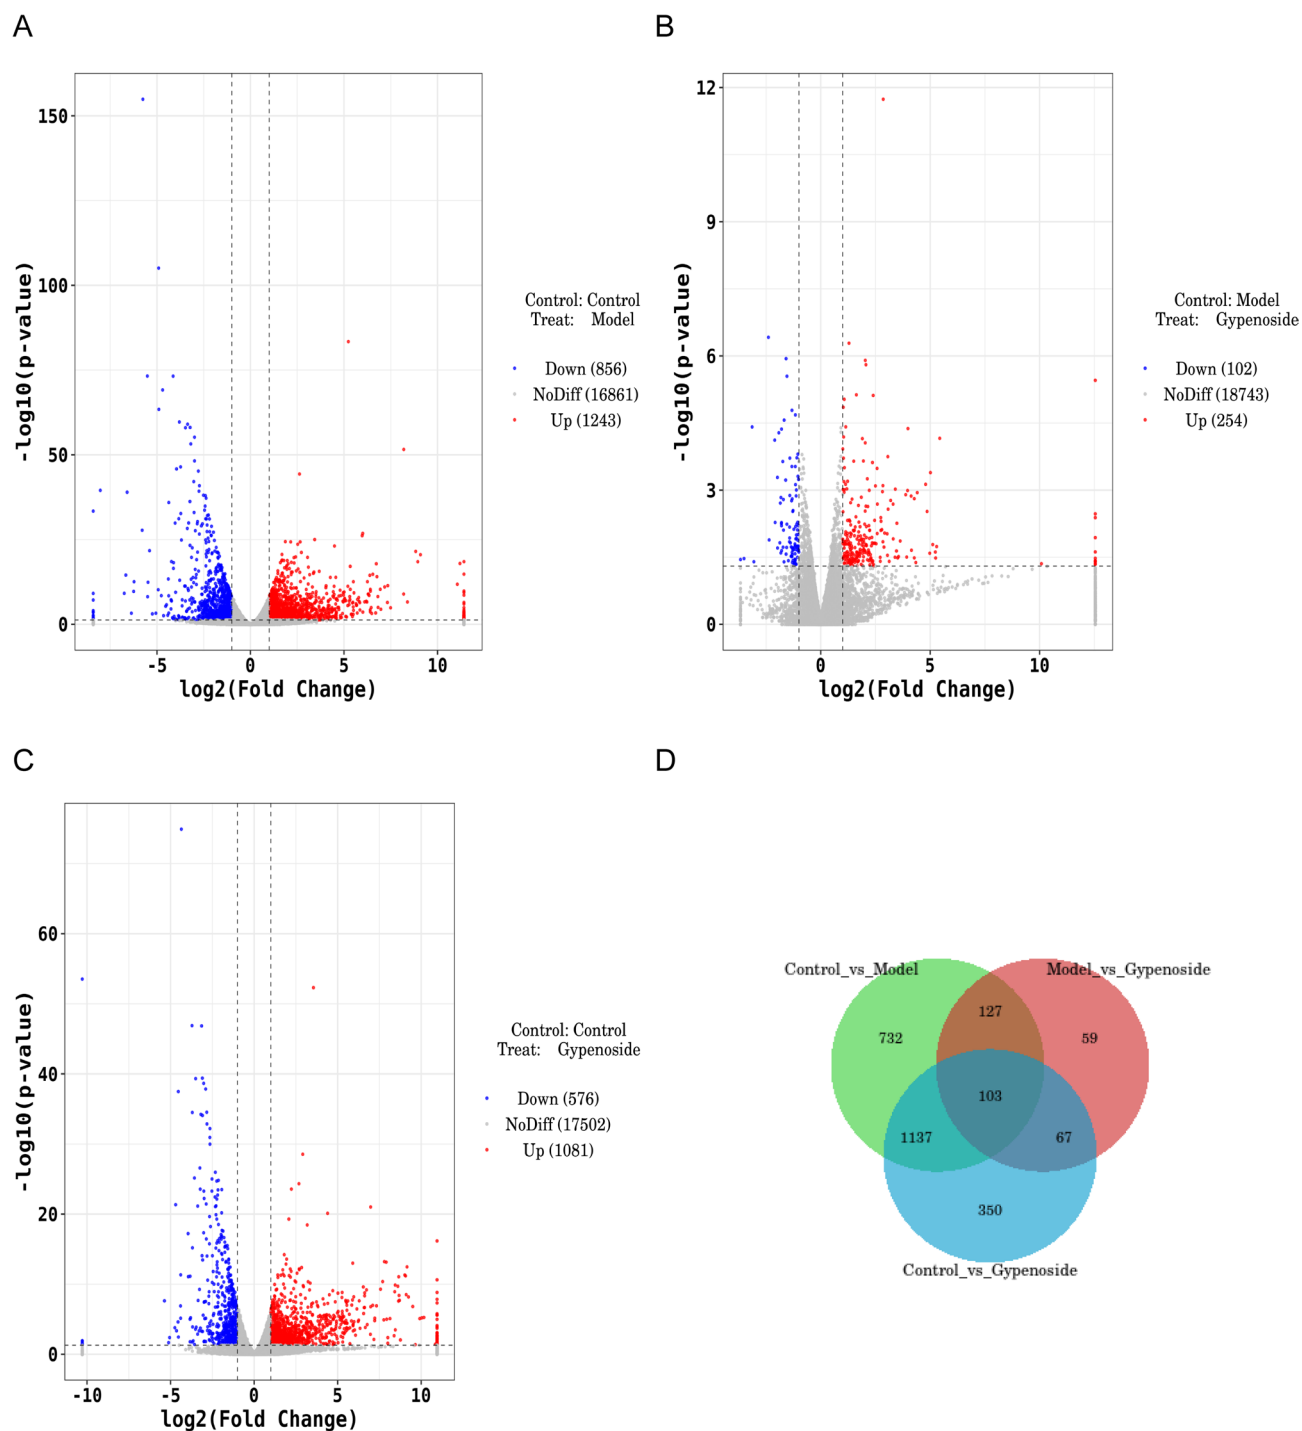 A
150
100
50
0
-5
0
5
10
-log10(p-value)
log2(Fold Change)
Control: Control
Treat: Model
Down (856)
NoDiff (16861)
Up (1243)
B
12
9
6
3
0
0
5
10
-log10(p-value)
log2(Fold Change)
Control: Model
Treat: Gypenoside
Down (102)
NoDiff (18743)
Up (254)
C
60
40
20
0
-10
-5
0
5
10
-log10(p-value)
log2(Fold Change)
Control: Control
Treat: Gypenoside
Down (576)
NoDiff (17502)
Up (1081)
D
Control_vs_Model
Model_vs_Gypenoside
127
732
59
103
1137
67
350
Control_vs_Gypenoside